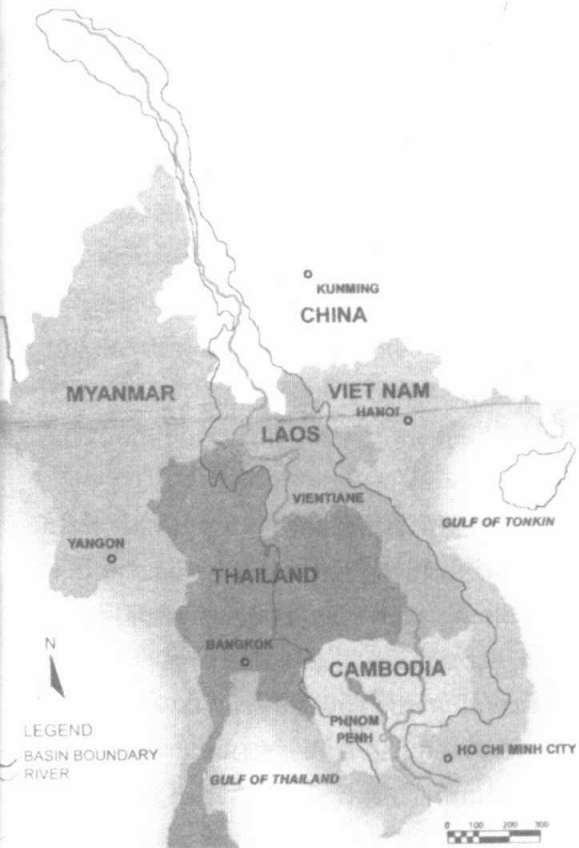 KUNMING
CHINA
MYANMAR
VIET NAM
HANOI
LAOS
VIENTIANE
GULF OF TONKIN
YANGON
THAILAND
BANGKOK
CAMBODIA
N
PHNOM
PENH
LEGEND
BASIN BOUNDARY
RIVER
HO CHI MINH CITY
GULF OF THAILAND
0 100 200 300